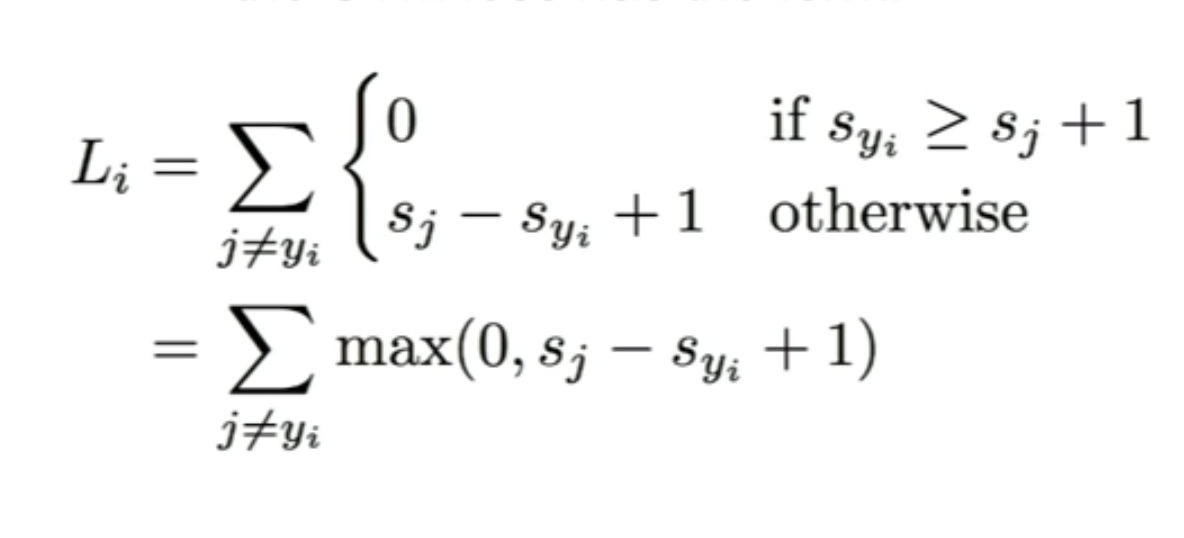 L_i = \sum_{j \neq y_i} \begin{cases} 0 & \text{if } s_{y_i} \geq s_j + 1 \\ s_j - s_{y_i} + 1 & \text{otherwise} \end{cases}
= \sum_{j \neq y_i} \max(0, s_j - s_{y_i} + 1)